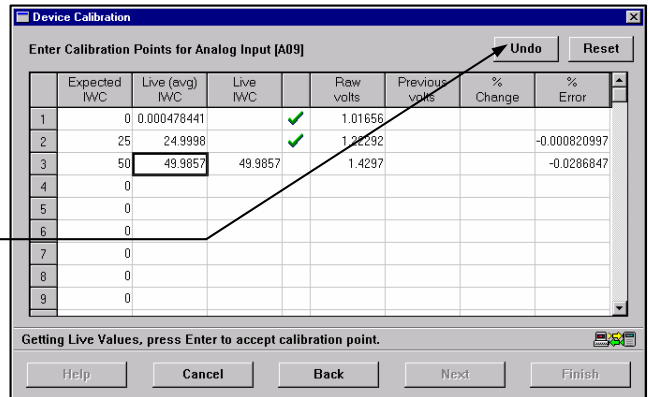 Device Calibration
Enter Calibration Points for Analog Input [A09]
Undo
Reset
Expected IWC Live (avg) IWC Live IWC Raw volts Previous volts % Change % Error
1 0 0.000478441 1.01656
2 25 24.9998 1.22292 -0.000820997
3 50 49.9857 49.9857 1.4297 -0.0286847
4 0
5 0
6 0
7 0
8 0
9 0
Getting Live Values, press Enter to accept calibration point.
Help Cancel Back Next Finish